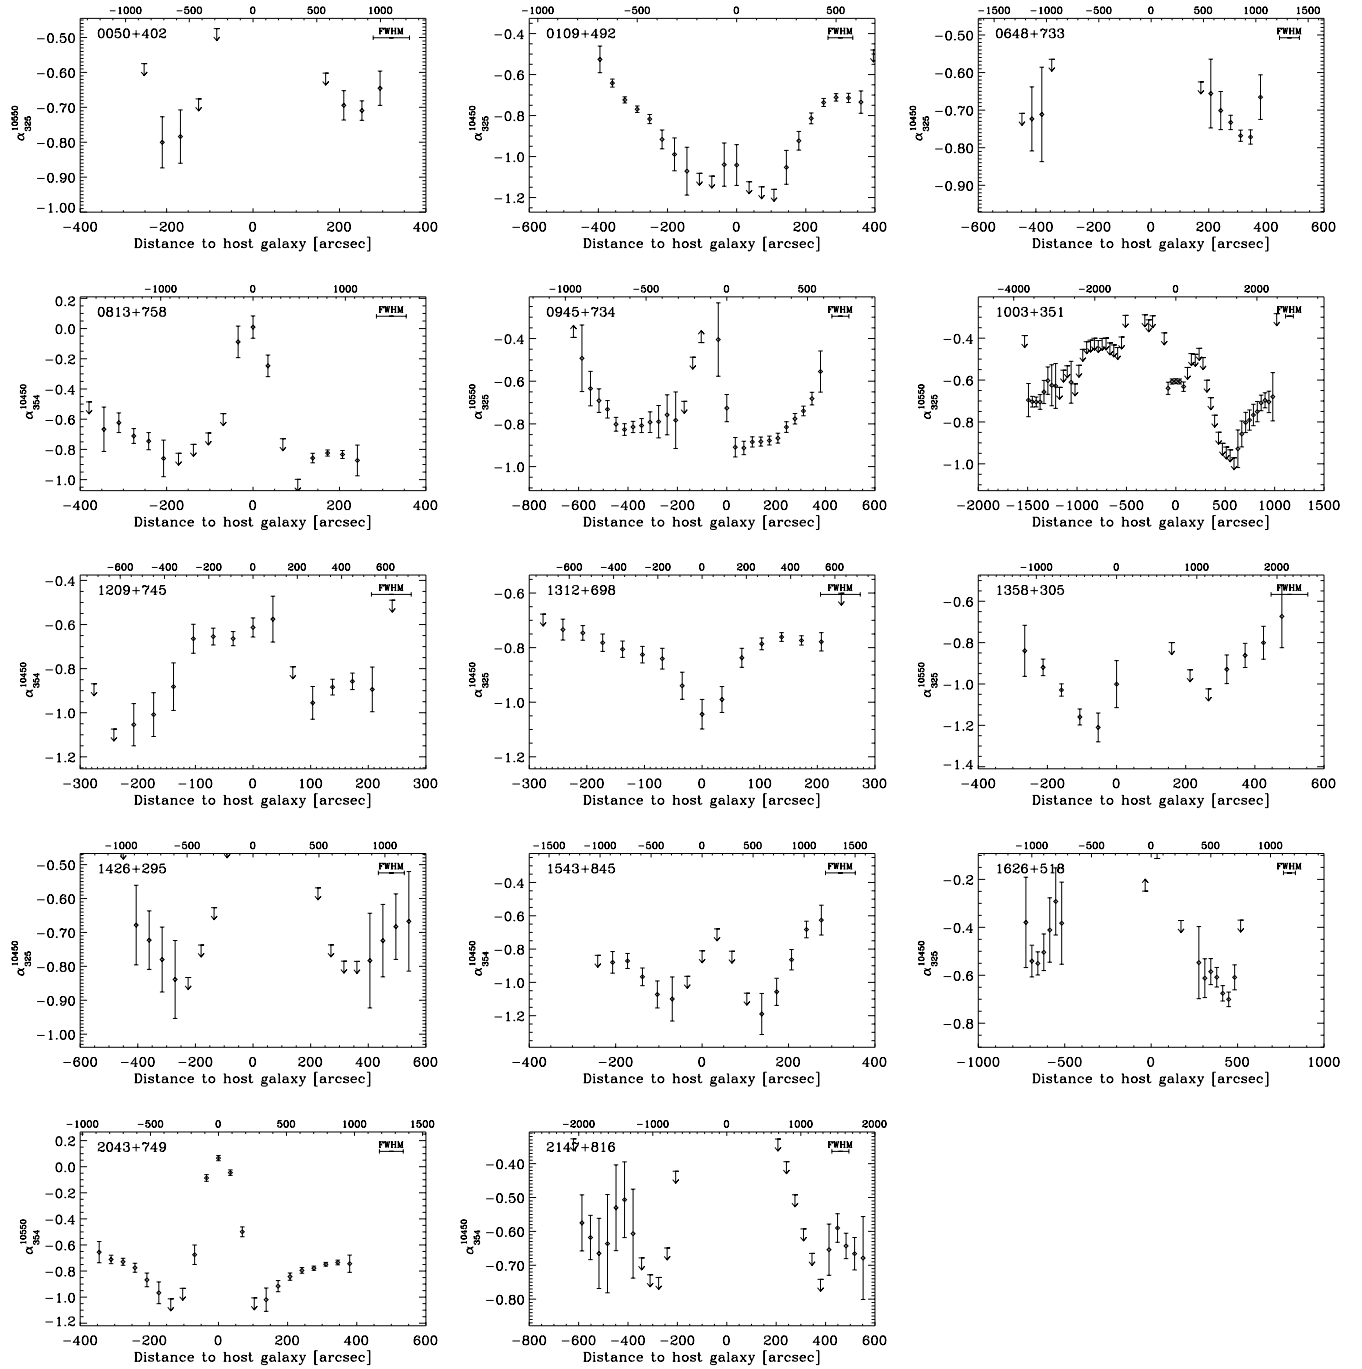 -1000 -500 0 500 1000
0050+402 FWHM
-0.50
-0.60
-0.70
-0.80
-0.90
-1.00
α 10550 325
-400 -200 0 200 400
Distance to host galaxy [arcsec]
-1000 -500 0 500
0109+492 FWHM
-0.4
-0.6
-0.8
-1.0
-1.2
α 10450 325
-600 -400 -200 0 200 400
Distance to host galaxy [arcsec]
-1500 -1000 -500 0 500 1000 1500
0648+733 FWHM
-0.50
-0.60
-0.70
-0.80
-0.90
α 10450 325
-600 -400 -200 0 200 400 600
Distance to host galaxy [arcsec]
-1000 0 1000
0813+758 FWHM
0.2
0.0
-0.2
-0.4
-0.6
-0.8
-1.0
α 10450 354
-400 -200 0 200 400
Distance to host galaxy [arcsec]
-1000 -500 0 500
0945+734 FWHM
-0.4
-0.6
-0.8
-1.0
α 10550 325
-800 -600 -400 -200 0 200 400 600
Distance to host galaxy [arcsec]
-4000 -2000 0 2000
1003+351 FWHM
-0.4
-0.6
-0.8
-1.0
α 10550 325
-2000 -1500 -1000 -500 0 500 1000 1500
Distance to host galaxy [arcsec]
-600 -400 -200 0 200 400 600
1209+745 FWHM
-0.4
-0.6
-0.8
-1.0
-1.2
α 10450 354
-300 -200 -100 0 100 200 300
Distance to host galaxy [arcsec]
-600 -400 -200 0 200 400 600
1312+698 FWHM
-0.6
-0.8
-1.0
-1.2
α 10450 325
-300 -200 -100 0 100 200 300
Distance to host galaxy [arcsec]
-1000 0 1000 2000
1358+305 FWHM
-0.6
-0.8
-1.0
-1.2
-1.4
α 10550 325
-400 -200 0 200 400 600
Distance to host galaxy [arcsec]
-1000 -500 0 500 1000
1426+295 FWHM
-0.50
-0.60
-0.70
-0.80
-0.90
-1.00
α 10450 325
-600 -400 -200 0 200 400 600
Distance to host galaxy [arcsec]
-1500 -1000 -500 0 500 1000 1500
1543+845 FWHM
-0.4
-0.6
-0.8
-1.0
-1.2
α 10450 354
-400 -200 0 200 400
Distance to host galaxy [arcsec]
-1000 -500 0 500 1000
1626+518 FWHM
-0.2
-0.4
-0.6
-0.8
α 10450 325
-1000 -500 0 500 1000
Distance to host galaxy [arcsec]
-1000 -500 0 500 1000 1500
2043+749 FWHM
0.2
0.0
-0.2
-0.4
-0.6
-0.8
-1.0
-1.2
α 10550 354
-400 -200 0 200 400 600
Distance to host galaxy [arcsec]
-2000 -1000 0 1000 2000
2147+816 FWHM
-0.40
-0.50
-0.60
-0.70
-0.80
α 10450 354
-800 -600 -400 -200 0 200 400 600
Distance to host galaxy [arcsec]